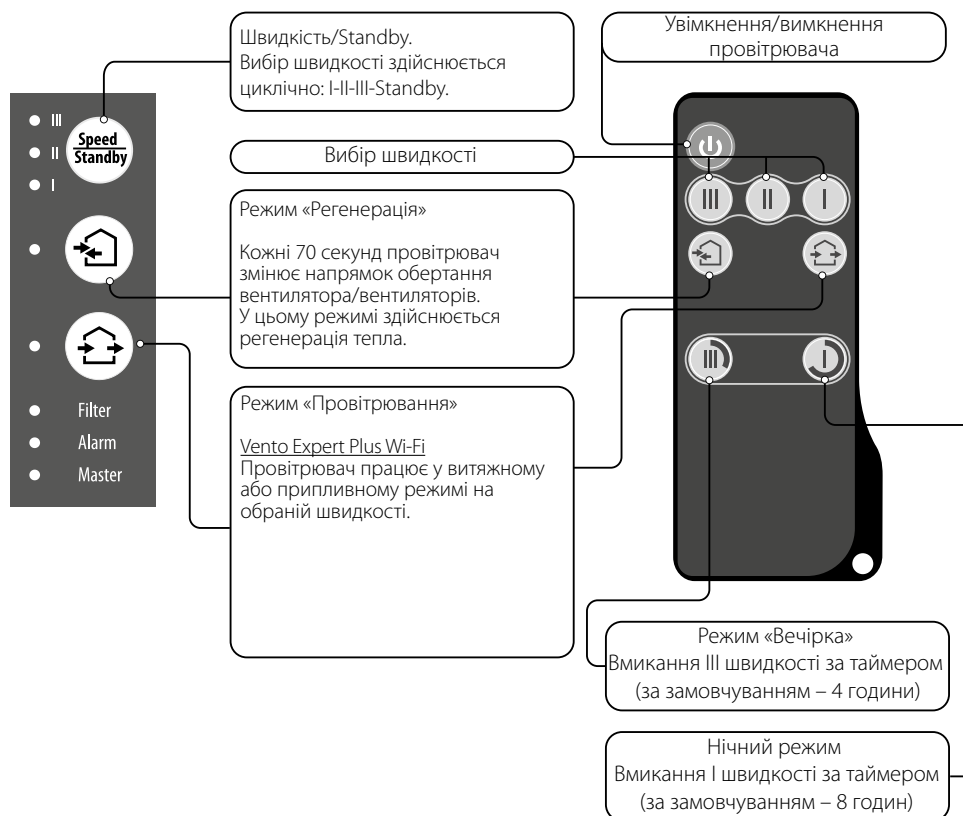 Швидкість/Standby.
Вибір швидкості здійснюється
циклічно: I-II-III-Standby.
Увімкнення/вимкнення
провітрювача
III
II
I
Speed
Standby
Вибір швидкості
III
II
I
Режим «Регенерація»
Кожні 70 секунд провітрювач
змінює напрямок обертання
вентилятора/вентиляторів.
У цьому режимі здійснюється
регенерація тепла.
III
I
Режим «Провітрювання»
Vento Expert Plus Wi-Fi
Провітрювач працює у витяжному
або припливному режимі на
обраній швидкості.
Filter
Alarm
Master
Режим «Вечірка»
Вмикання III швидкості за таймером
(за замовчуванням – 4 години)
Нічний режим
Вмикання I швидкості за таймером
(за замовчуванням – 8 годин)